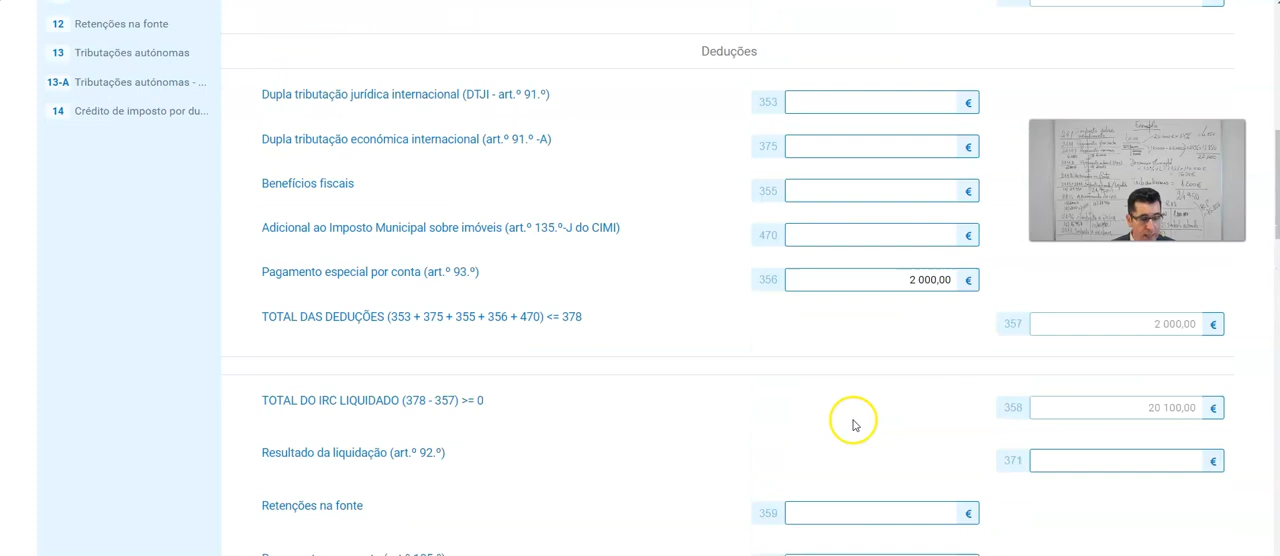 12 Retenções na fonte
13 Tributações autónomas
13-A Tributações autónomas - ...
14 Crédito de imposto por du...
Deduções
Dupla tributação jurídica internacional (DTJI - art.º 91.º) 353 €
Dupla tributação económica internacional (art.º 91.º -A) 375 €
Benefícios fiscais 355 €
Adicional ao Imposto Municipal sobre imóveis (art.º 135.º-J do CIMI) 470 €
Pagamento especial por conta (art.º 93.º) 356 2 000,00 €
TOTAL DAS DEDUÇÕES (353 + 375 + 355 + 356 + 470) <= 378 357 2 000,00 €
TOTAL DO IRC LIQUIDADO (378 - 357) >= 0 358 20 100,00 €
Resultado da liquidação (art.º 92.º) 371 €
Retenções na fonte 359 €
Exemplo